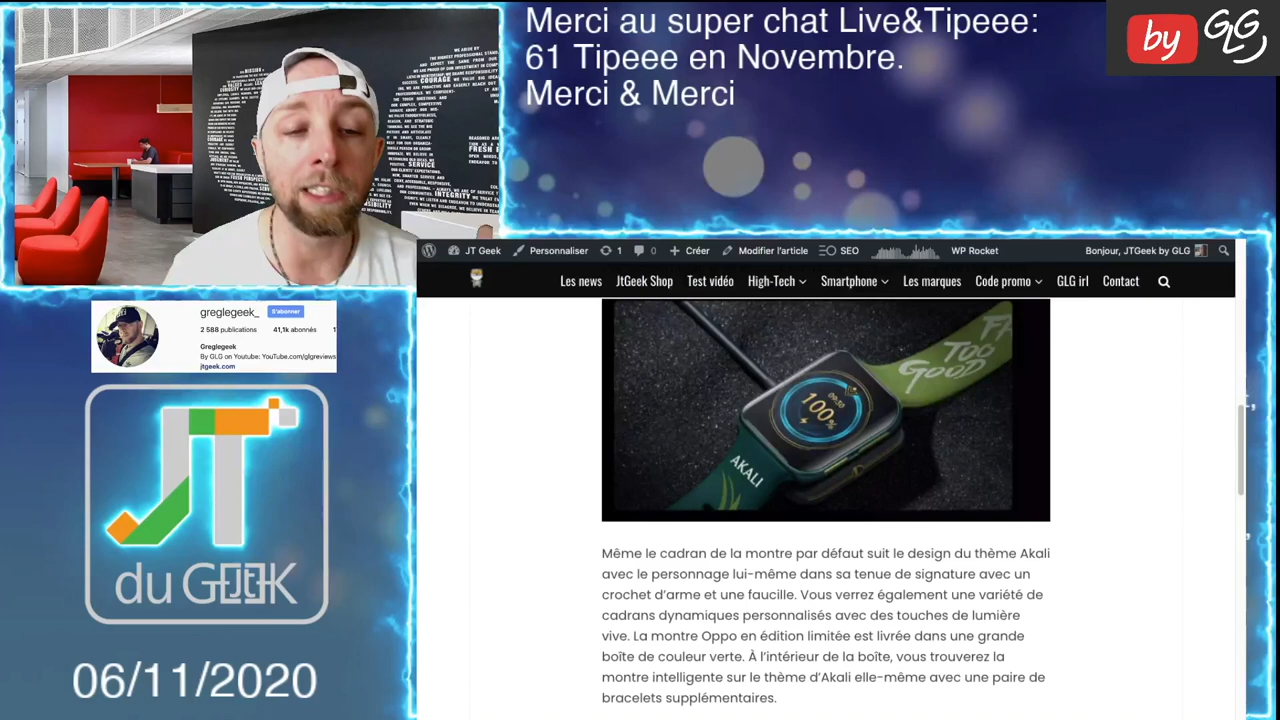 Merci au super chat Live&Tipeee:
61 Tipeee en Novembre.
Merci & Merci
by GLG
COURAGE
SERVICE
INTEGRITY
JT Geek
Personnaliser
1
0
Créer
Modifier l'article
SEO
WP Rocket
Bonjour, JTGeek by GLG
Les news
JtGeek Shop
Test vidéo
High-Tech
Smartphone
Les marques
Code promo
GLG irl
Contact
greglegeek_
S'abonner
2 588 publications
41,1k abonnés
1
Greglegeek
By GLG on Youtube: YouTube.com/glgreviews
jtgeek.com
TOO
GOOD
09:30
100%
AKALI
JT
du GEEK
06/11/2020
Même le cadran de la montre par défaut suit le design du thème Akali
avec le personnage lui-même dans sa tenue de signature avec un
crochet d'arme et une faucille. Vous verrez également une variété de
cadrans dynamiques personnalisés avec des touches de lumière
vive. La montre Oppo en édition limitée est livrée dans une grande
boîte de couleur verte. À l'intérieur de la boîte, vous trouverez la
montre intelligente sur le thème d'Akali elle-même avec une paire de
bracelets supplémentaires.